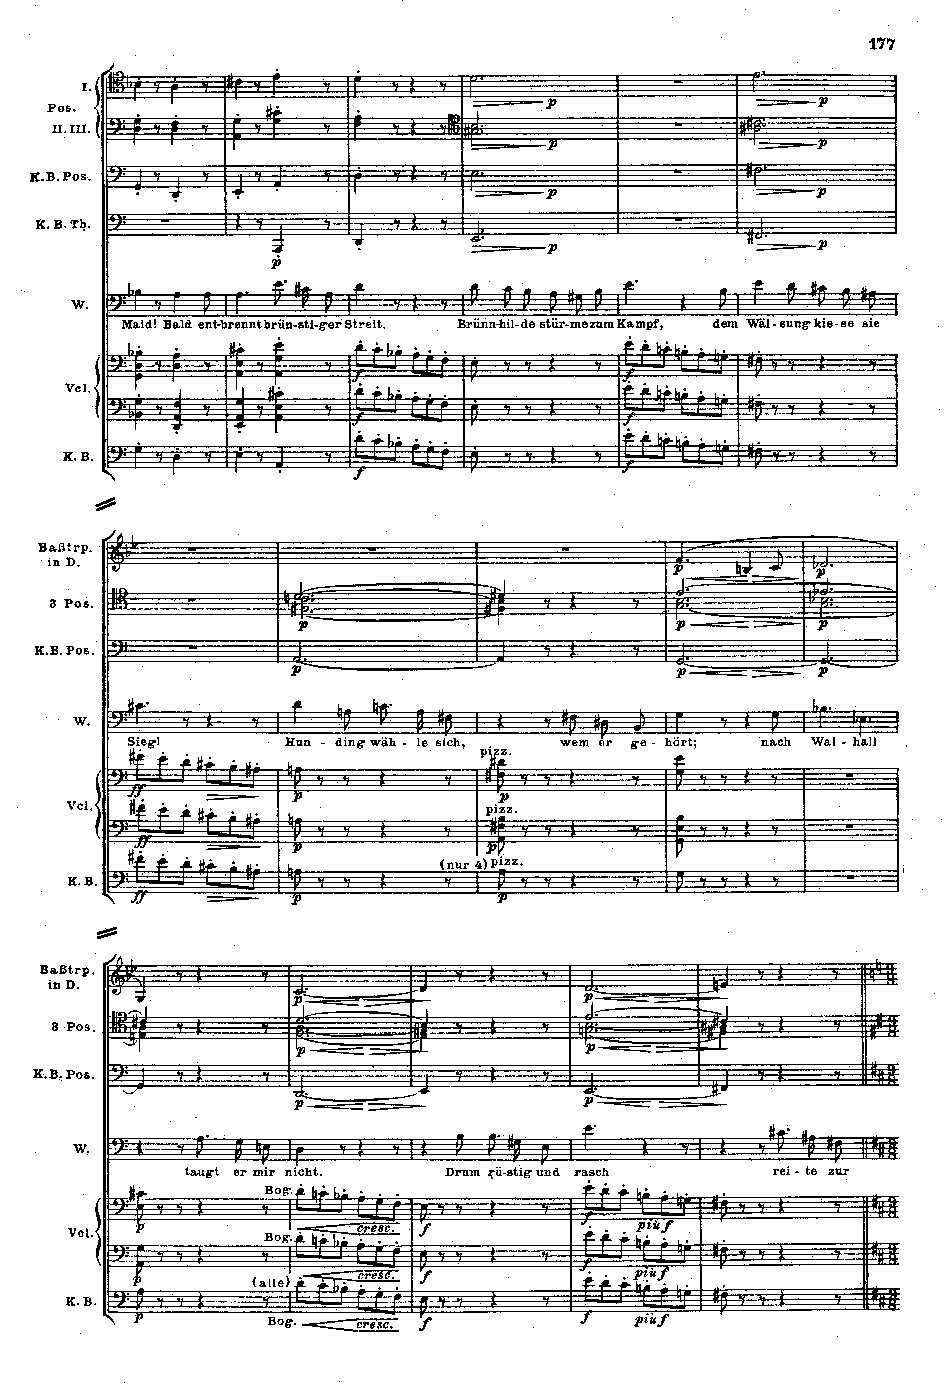 177
I.
Pos.
II. III.
K. B. Pos.
K. B. Th.
p p
p p
p p
p p
p
W.
Maid! Bald ent-brennt brün-sti-ger Streit. Brünn-hil-de stür-me zum Kampf, dem Wäl-sung kie-se sie
Vcl.
f f
f f
K. B.
f f
Baßtrp.
in D.
p p
3 Pos.
p p p
K. B. Pos.
p p p
W.
Sieg! Hun - ding wäh - le sich, wem er ge - hört; nach Wal - hall
pizz.
ff p p
Vcl.
pizz.
ff p p
(nur 4) pizz.
K. B.
ff p p
Baßtrp.
in D.
p p
3 Pos.
p p
K. B. Pos.
p p
W.
taugt er mir nicht. Drum rü-stig und rasch rei - te zur
Bog.
p cresc. f f più f
Vcl.
Bog.
p cresc. f f più f
(alle)
K. B.
p Bog. cresc. f f più f